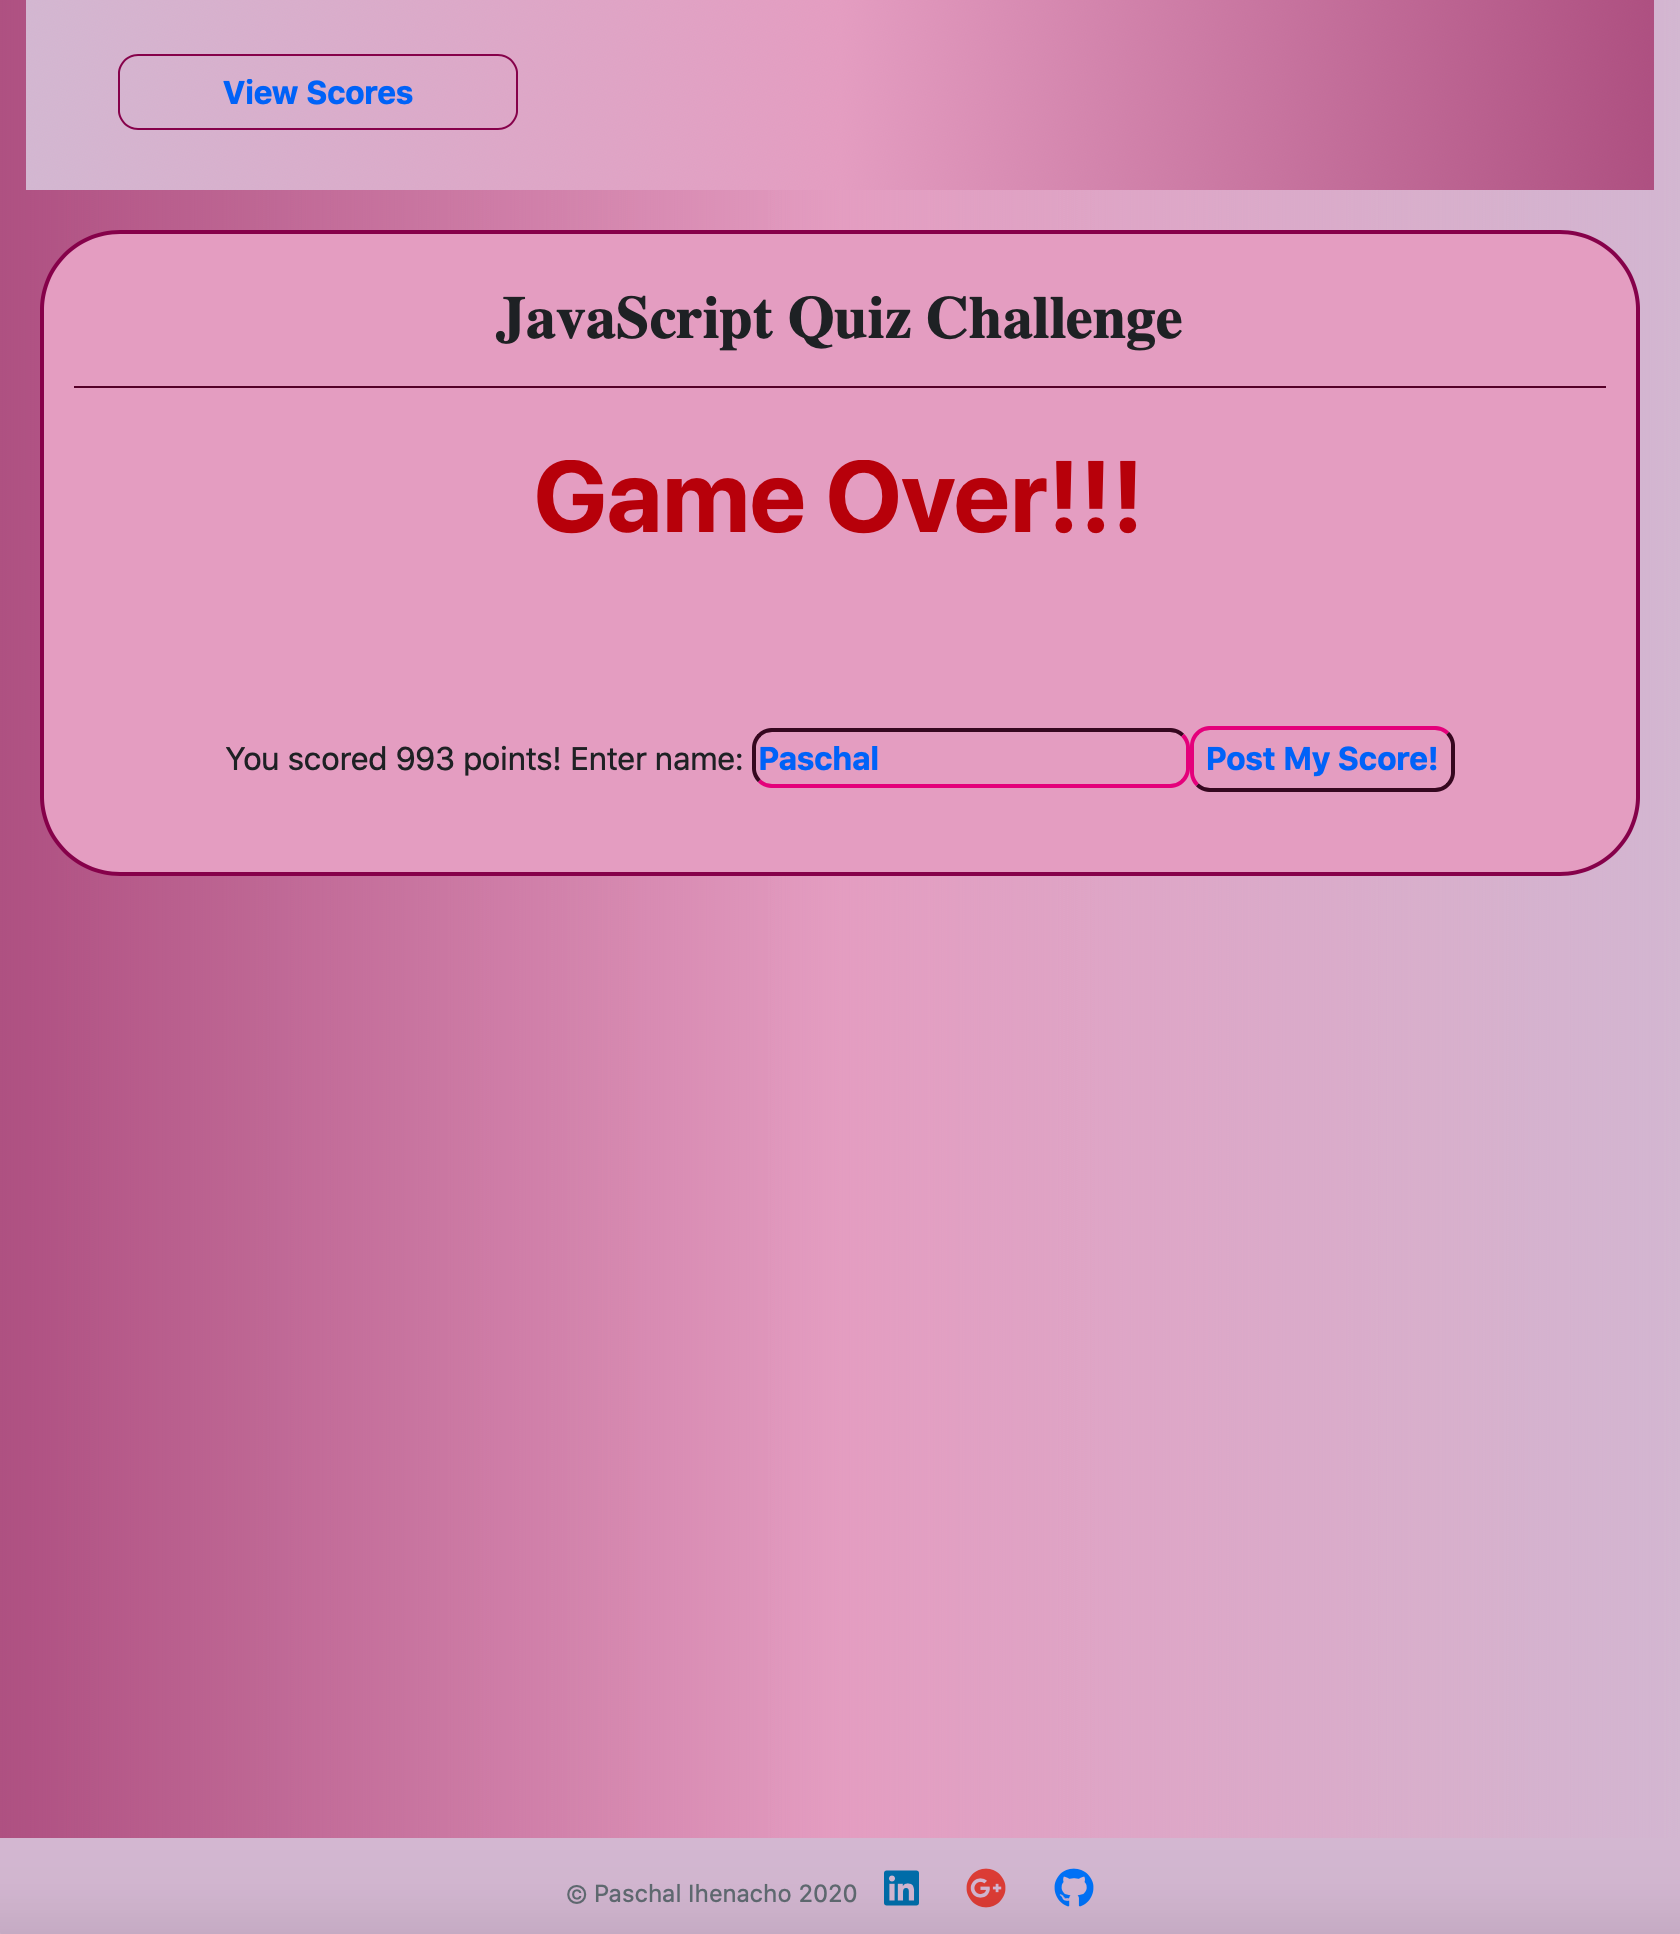 View Scores
JavaScript Quiz Challenge
Game Over!!!
You scored 993 points! Enter name: Paschal Post My Score!
© Paschal Ihenacho 2020 in G+